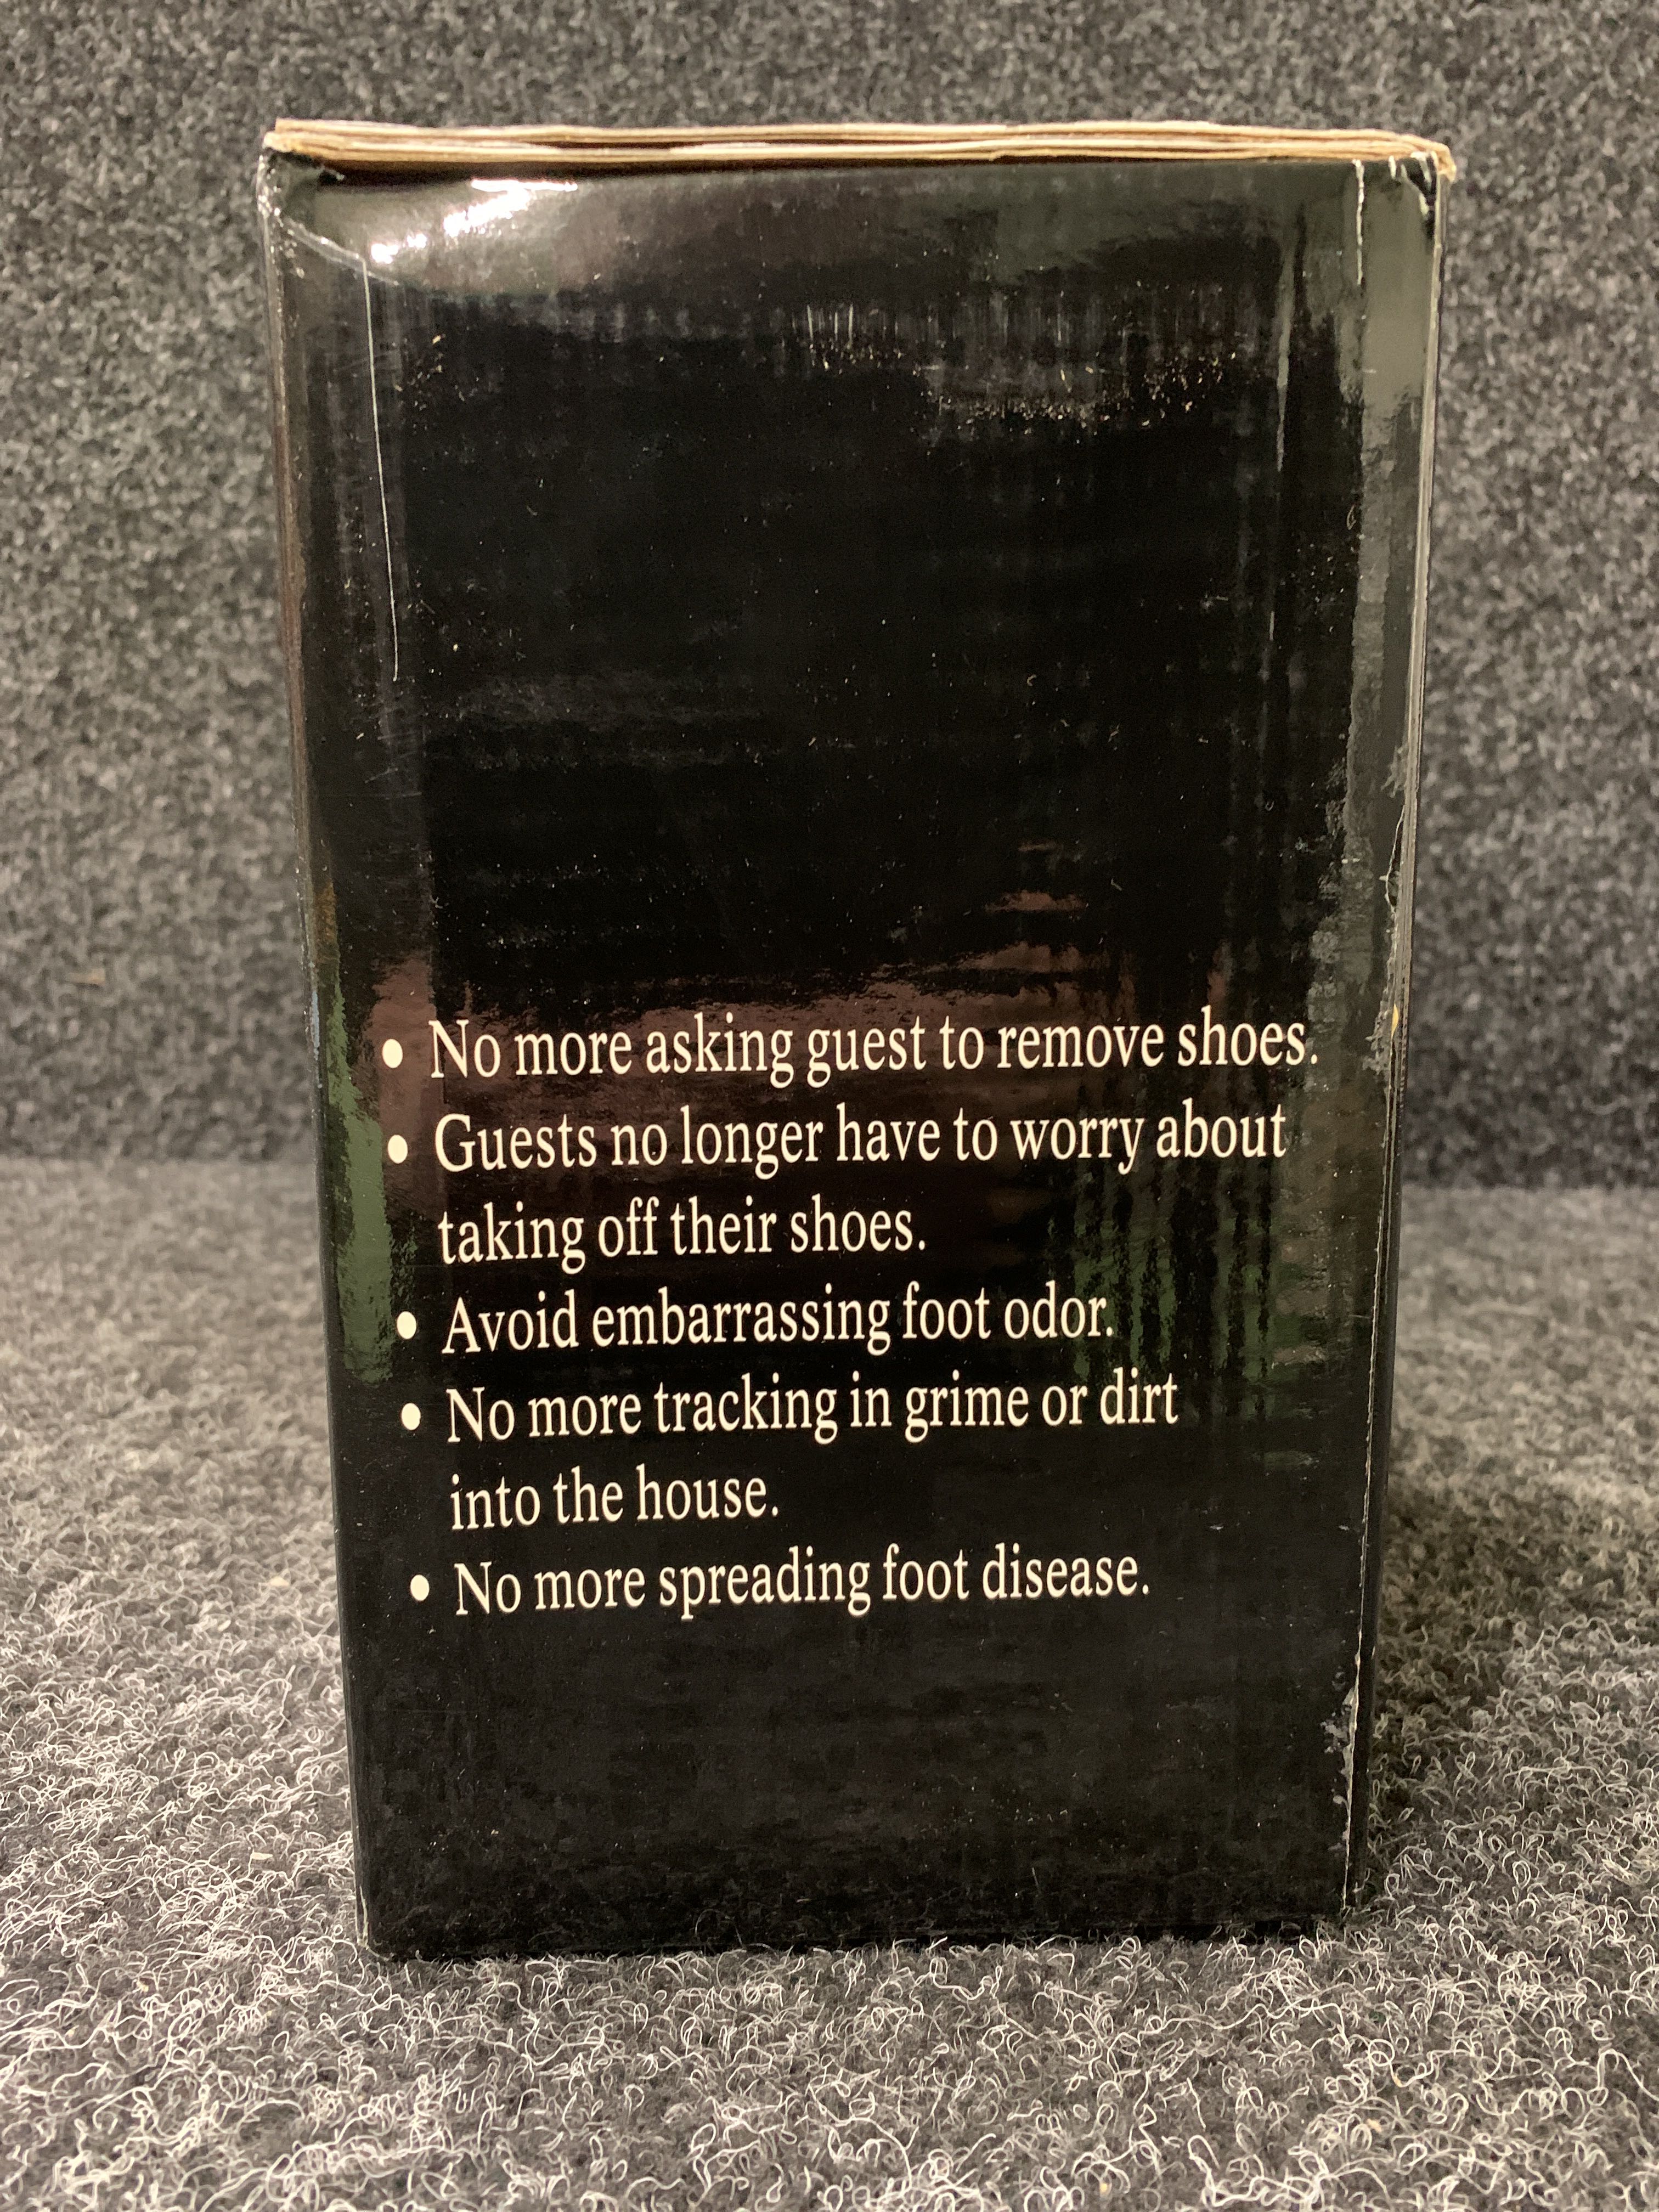 • No more asking guest to remove shoes.
• Guests no longer have to worry about
taking off their shoes.
• Avoid embarrassing foot odor.
• No more tracking in grime or dirt
into the house.
• No more spreading foot disease.